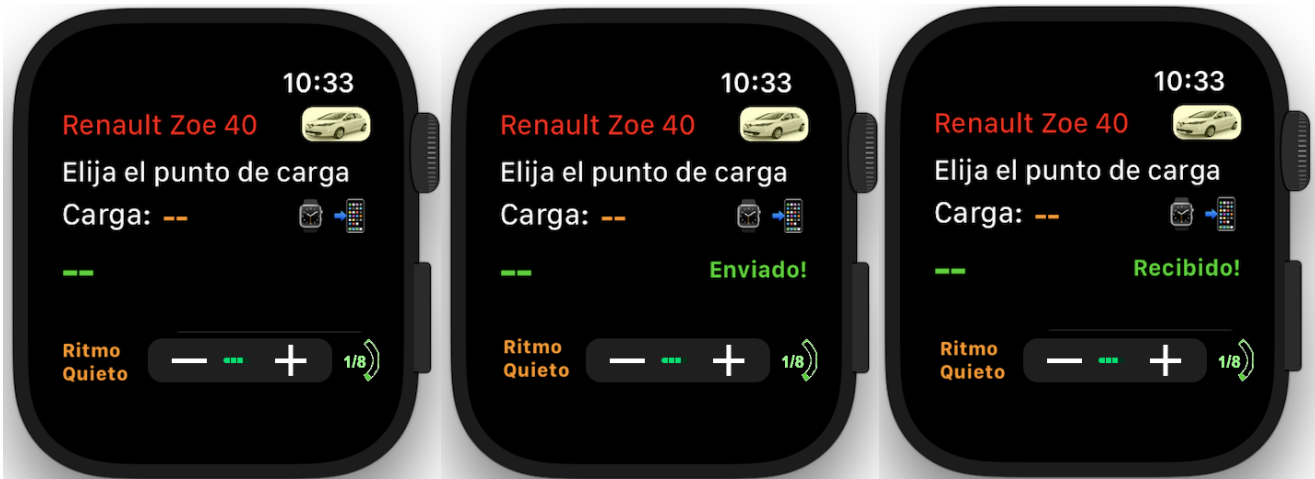 10:33
Renault Zoe 40
Elija el punto de carga
Carga: --
--
Ritmo
Quieto
1/8
10:33
Renault Zoe 40
Elija el punto de carga
Carga: --
-- Enviado!
Ritmo
Quieto
1/8
10:33
Renault Zoe 40
Elija el punto de carga
Carga: --
-- Recibido!
Ritmo
Quieto
1/8